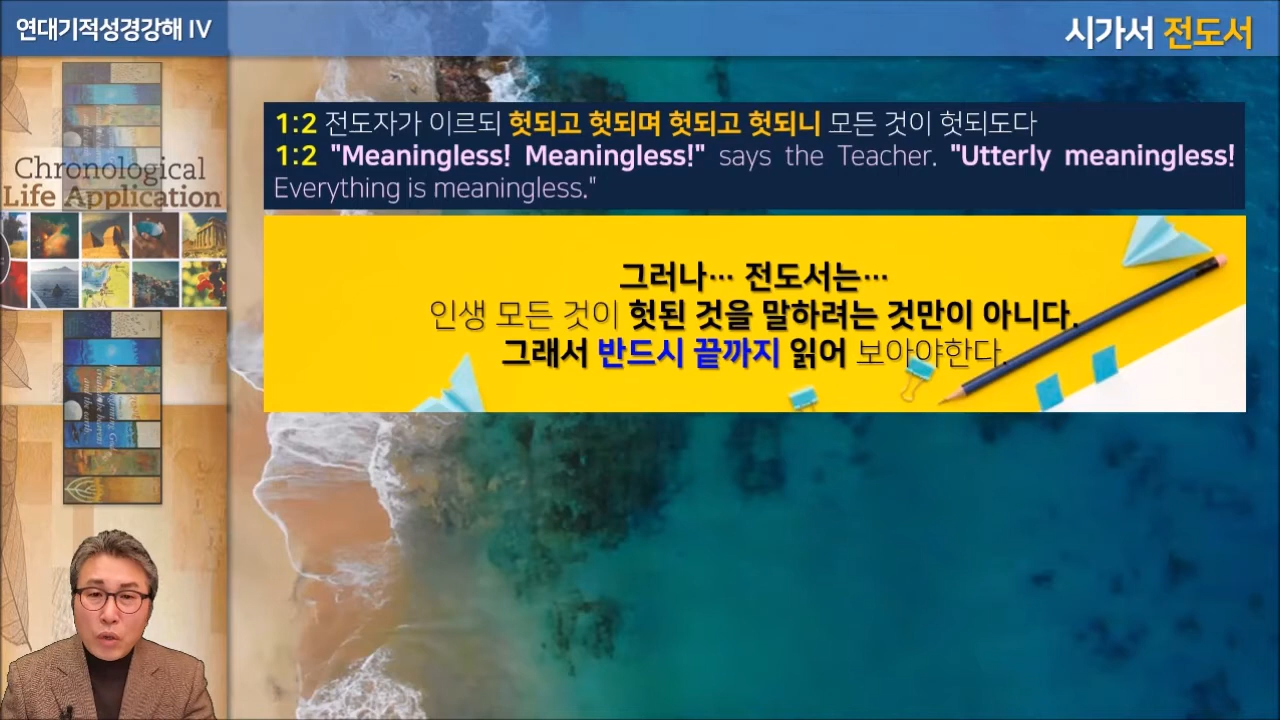 연대기적성경강해 IV
시가서 전도서
Chronological
Life Application
1:2 전도자가 이르되 헛되고 헛되며 헛되고 헛되니 모든 것이 헛되도다
1:2 "Meaningless! Meaningless!" says the Teacher. "Utterly meaningless!
Everything is meaningless."
그러나… 전도서는…
인생 모든 것이 헛된 것을 말하려는 것만이 아니다.
그래서 반드시 끝까지 읽어 보아야한다.